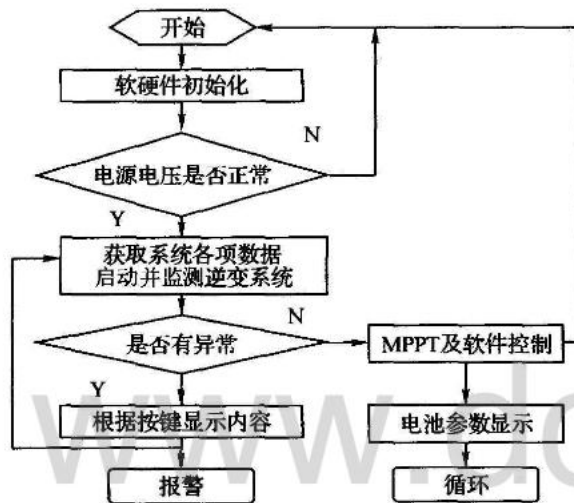 开始
软硬件初始化
N
电源电压是否正常
Y
获取系统各项数据
启动并监测逆变系统
N
是否有异常
MPPT及软件控制
Y
根据按键显示内容
电池参数显示
报警
循环
www.do